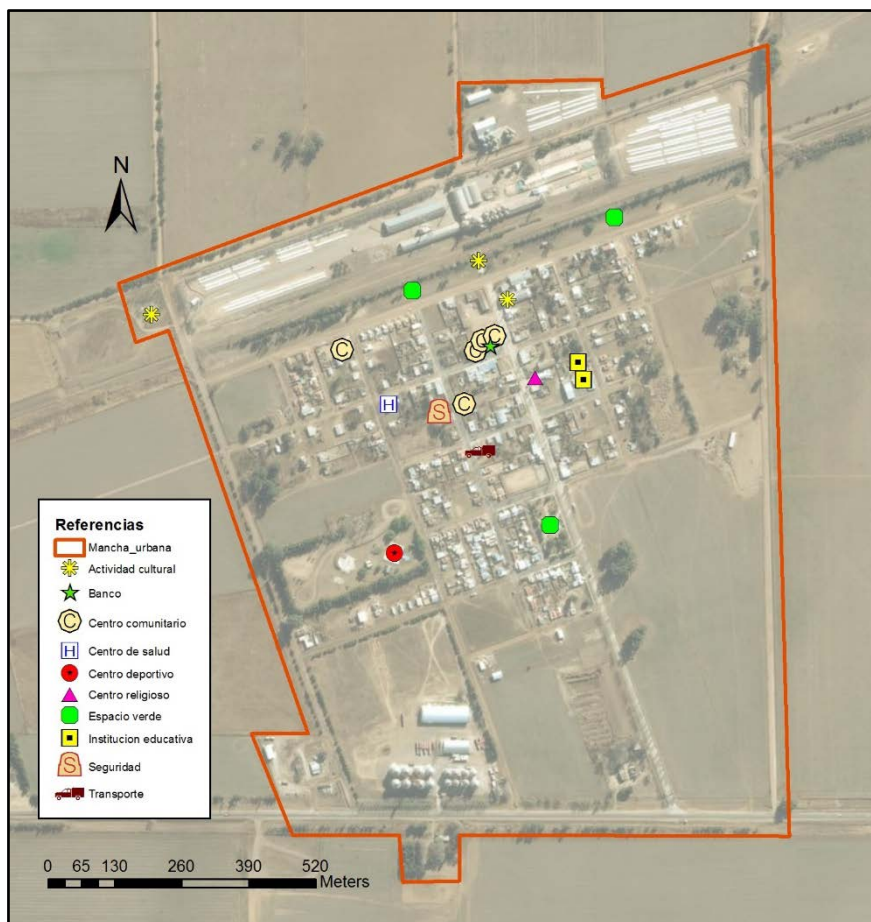 N
C
C
C
C
H
S
C
Referencias
Mancha_urbana
Actividad cultural
Banco
C Centro comunitario
H Centro de salud
Centro deportivo
Centro religioso
Espacio verde
Institucion educativa
S Seguridad
Transporte
0 65 130 260 390 520
Meters